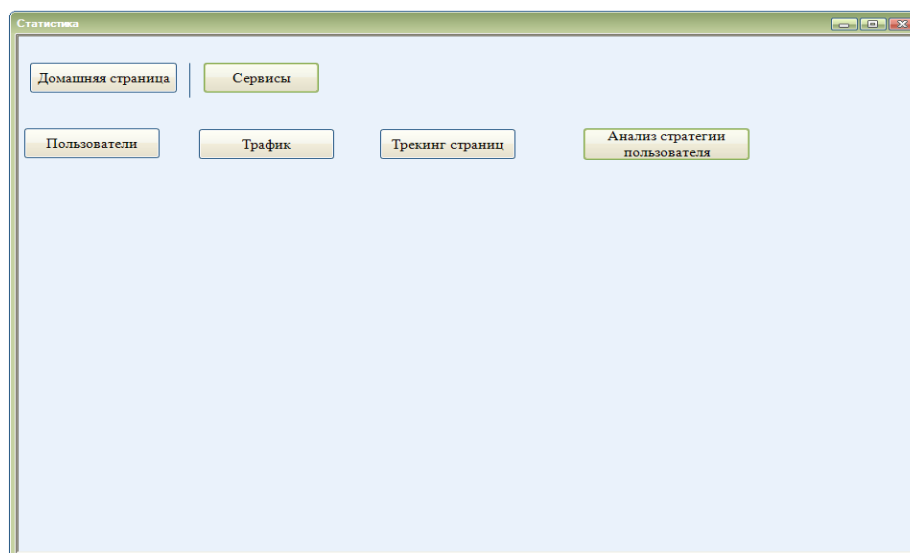 Статистика
Домашняя страница
Сервисы
Пользователи
Трафик
Трекинг страниц
Анализ стратегии
пользователя